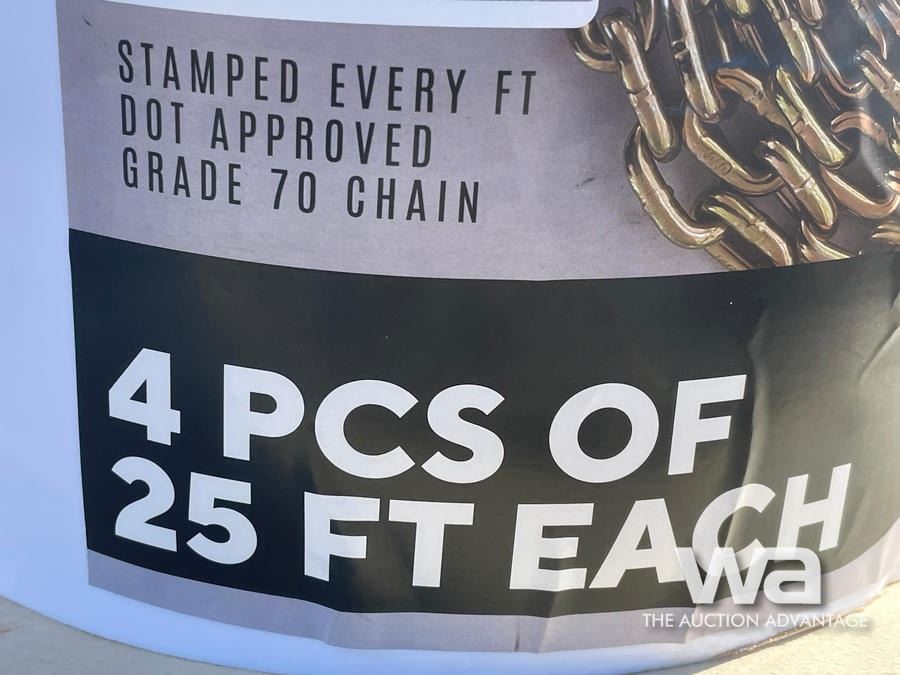 STAMPED EVERY FT
DOT APPROVED
GRADE 70 CHAIN
4 PCS OF
25 FT EACH
wa
THE AUCTION ADVANTAGE